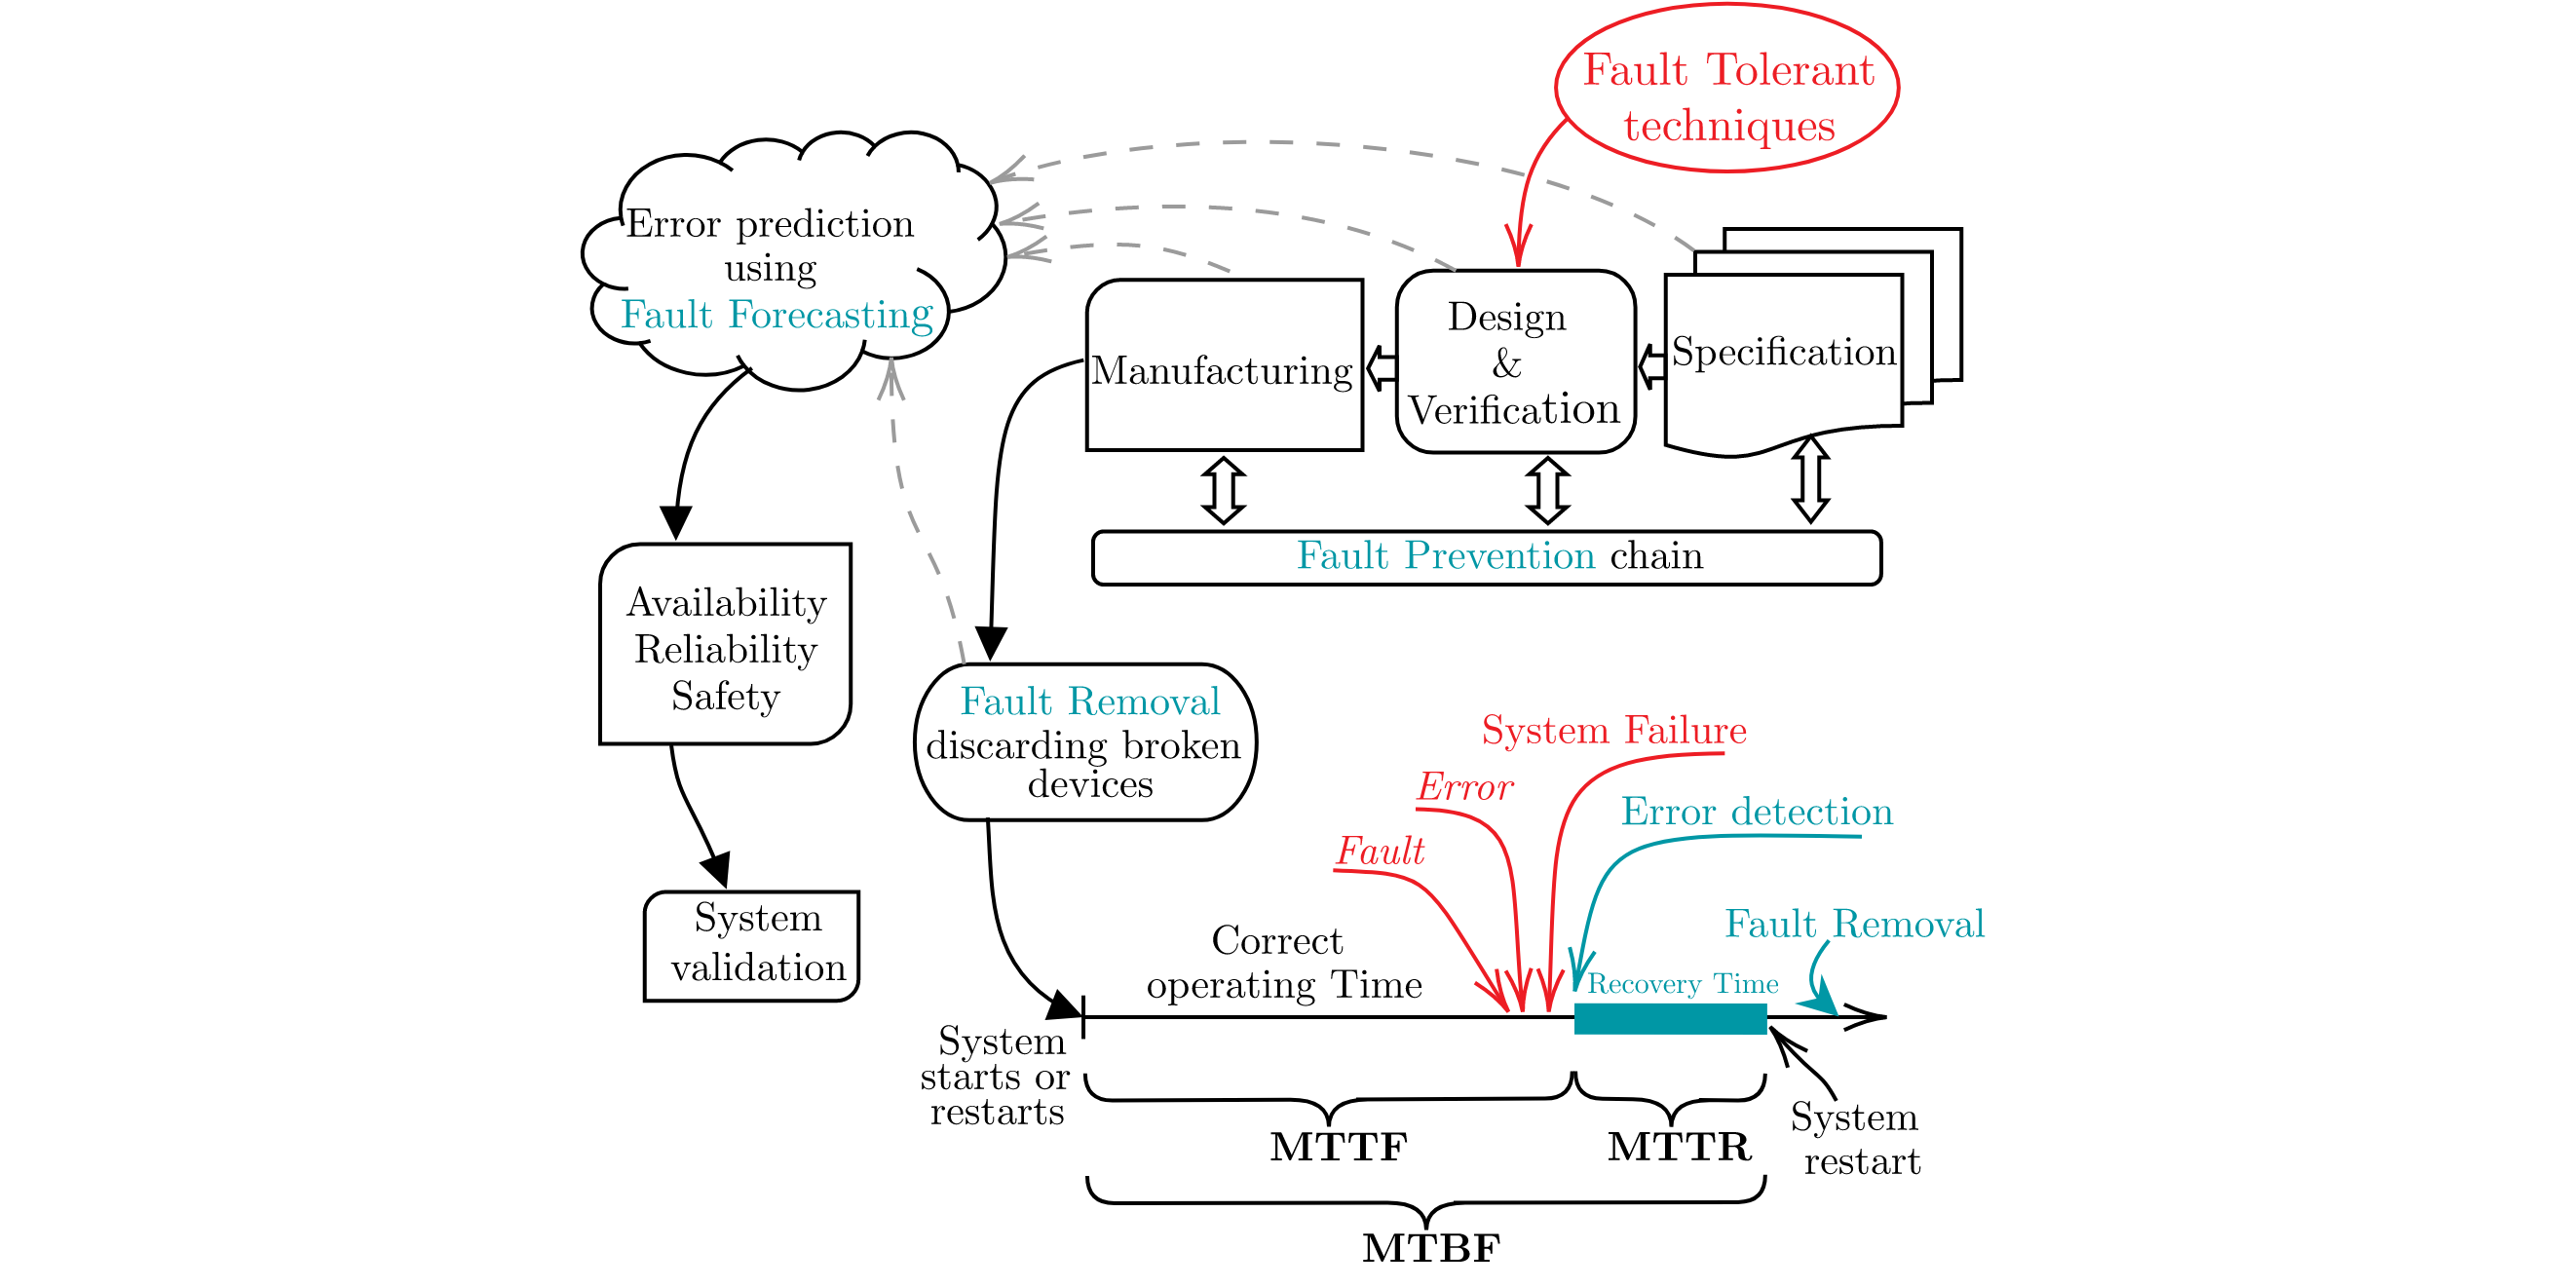 Fault Tolerant
techniques
Error prediction
using
Fault Forecasting
Manufacturing
Design
&
Verification
Specification
Fault Prevention chain
Availability
Reliability
Safety
Fault Removal
discarding broken
devices
System
validation
System Failure
Error
Error detection
Fault
Fault Removal
Correct
operating Time
Recovery Time
System
starts or
restarts
MTTF
MTTR
System
restart
MTBF